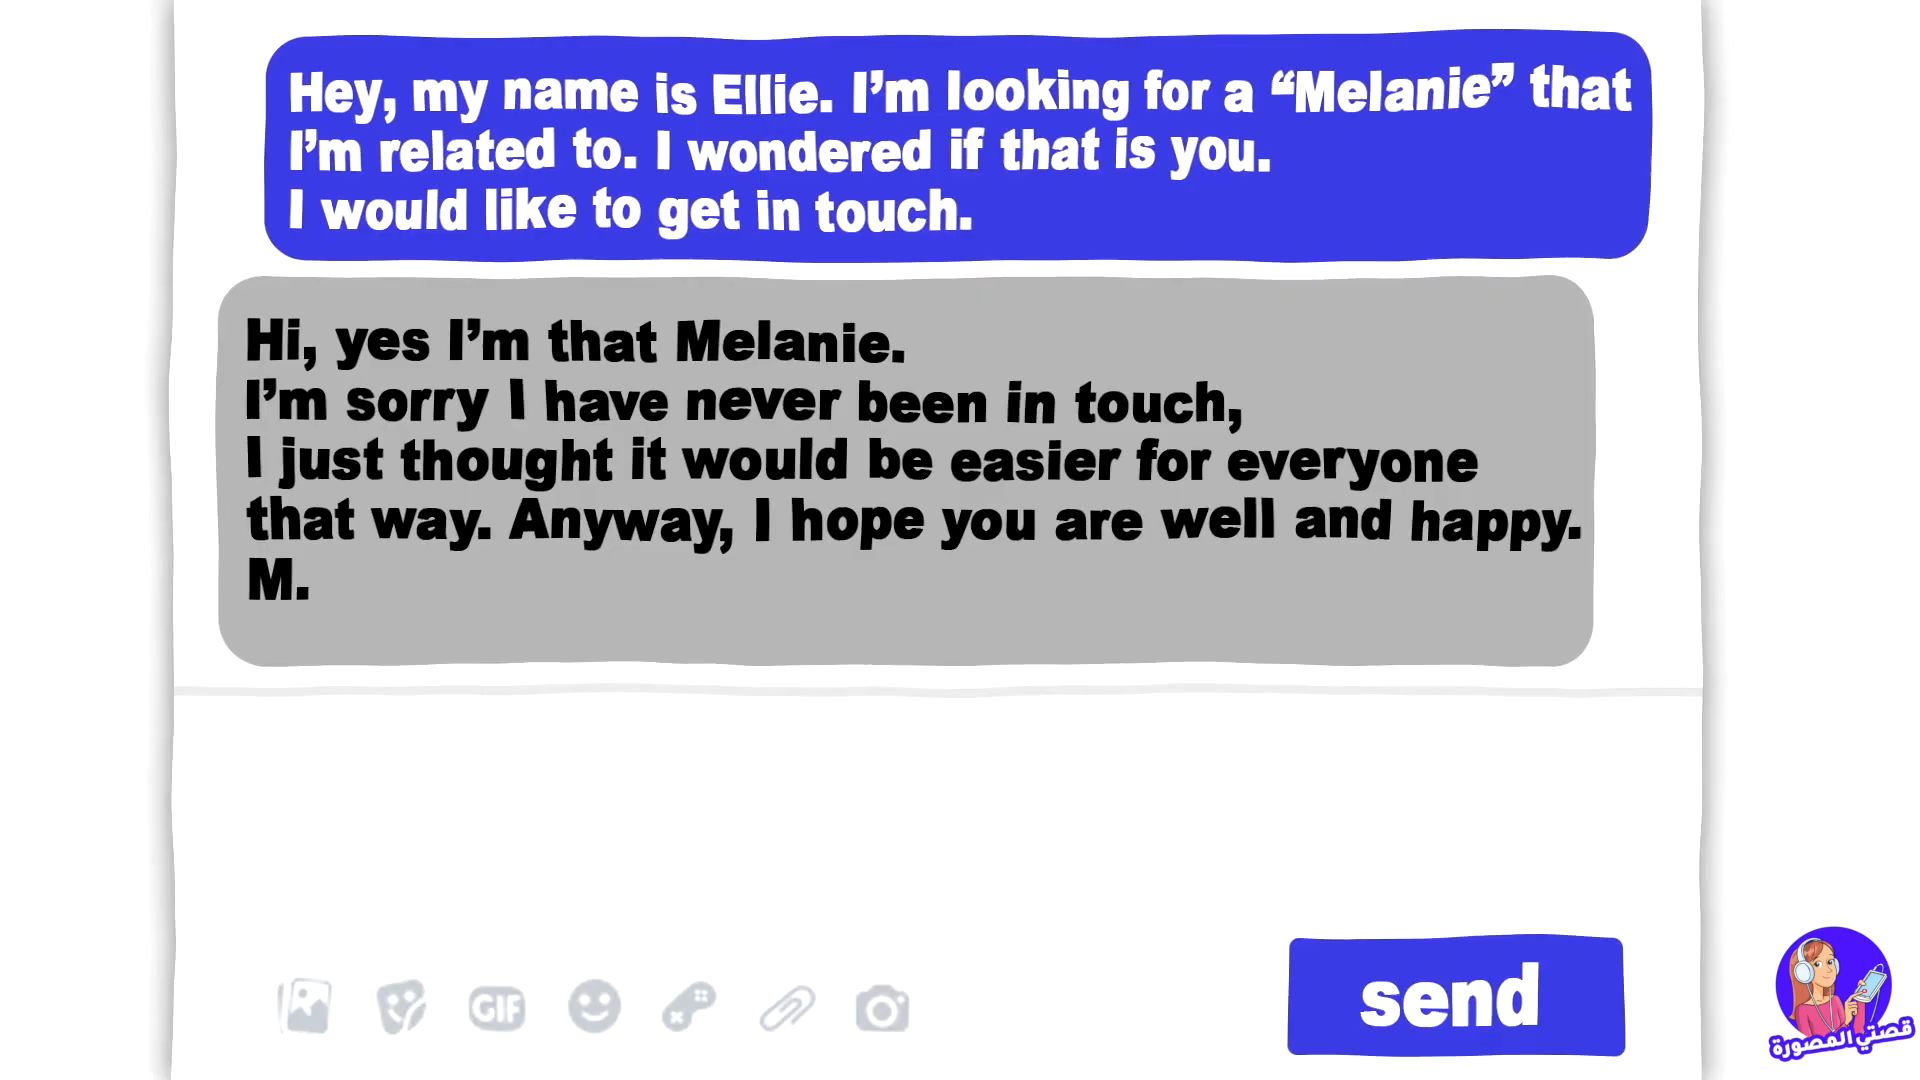 Hey, my name is Ellie. I’m looking for a “Melanie” that
I’m related to. I wondered if that is you.
I would like to get in touch.
Hi, yes I’m that Melanie.
I’m sorry I have never been in touch,
I just thought it would be easier for everyone
that way. Anyway, I hope you are well and happy.
M.
GIF
send
قصتي المصورة